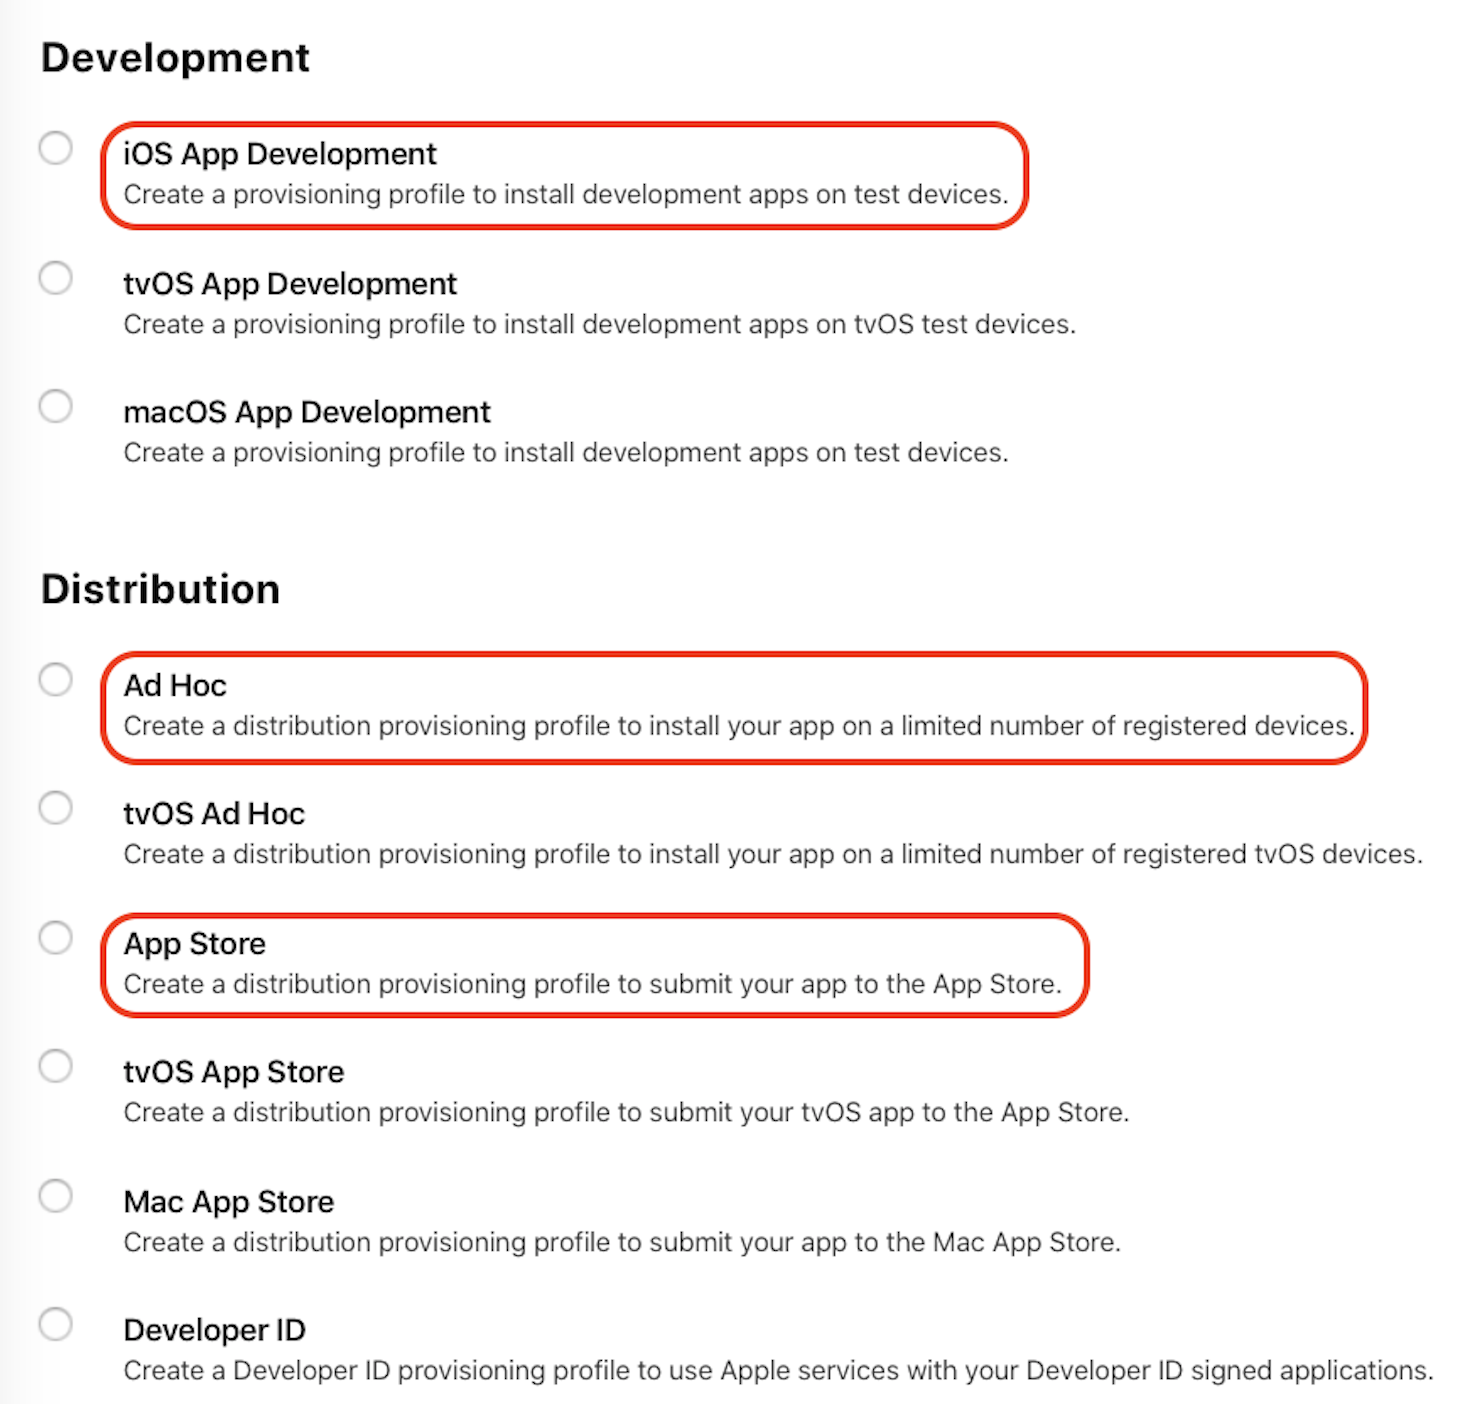 Development
iOS App Development
Create a provisioning profile to install development apps on test devices.
tvOS App Development
Create a provisioning profile to install development apps on tvOS test devices.
macOS App Development
Create a provisioning profile to install development apps on test devices.
Distribution
Ad Hoc
Create a distribution provisioning profile to install your app on a limited number of registered devices.
tvOS Ad Hoc
Create a distribution provisioning profile to install your app on a limited number of registered tvOS devices.
App Store
Create a distribution provisioning profile to submit your app to the App Store.
tvOS App Store
Create a distribution provisioning profile to submit your tvOS app to the App Store.
Mac App Store
Create a distribution provisioning profile to submit your app to the Mac App Store.
Developer ID
Create a Developer ID provisioning profile to use Apple services with your Developer ID signed applications.